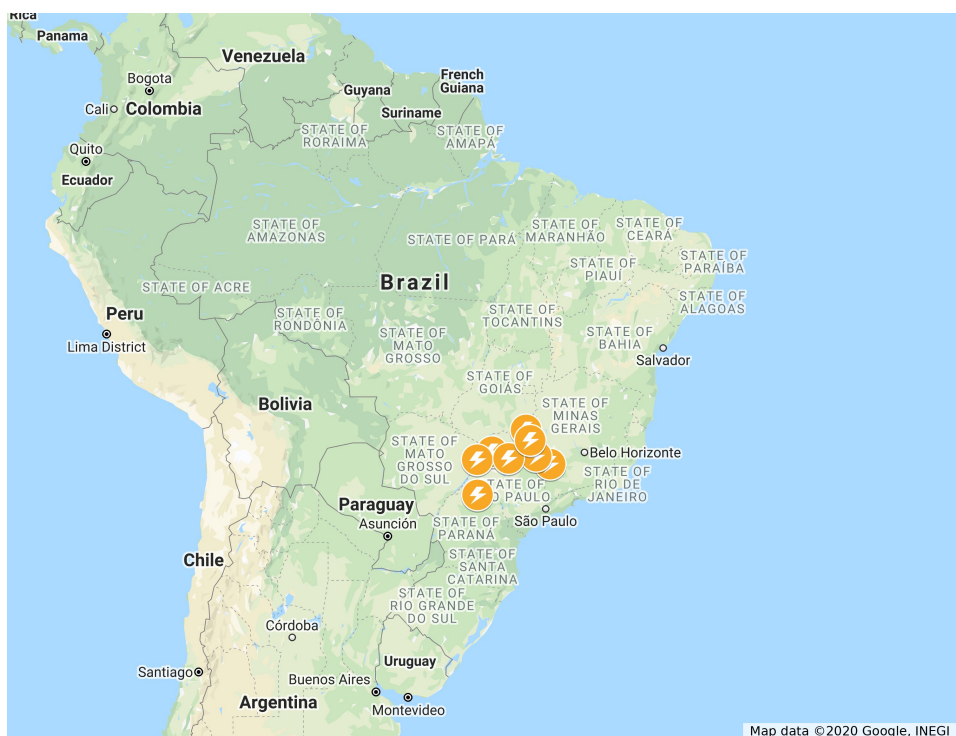 Rica
Panama
Venezuela
Bogota
French
Guiana
Guyana
Cali
Colombia
Suriname
STATE OF
RORAIMA
STATE OF
AMAPÁ
Quito
Ecuador
STATE OF
AMAZONAS
STATE OF PARÁ
STATE OF
MARANHÃO
STATE OF
CEARÁ
STATE OF
PIAUÍ
STATE OF
PARAÍBA
Brazil
STATE OF ACRE
STATE OF
ALAGOAS
Peru
STATE OF
RONDÔNIA
STATE OF
TOCANTINS
Lima District
STATE OF
MATO
GROSSO
STATE OF
BAHIA
Salvador
STATE OF
GOIÁS
Bolivia
STATE OF
MINAS
GERAIS
STATE OF
MATO
GROSSO
DO SUL
Belo Horizonte
STATE OF
RIO DE
JANEIRO
TATE OF
O PAULO
Paraguay
Asunción
São Paulo
STATE OF
PARANÁ
Chile
STATE OF
SANTA
CATARINA
STATE OF
RIO GRANDE
DO SUL
Córdoba
Uruguay
Santiago
Buenos Aires
Argentina
Montevideo
Map data ©2020 Google, INEGI